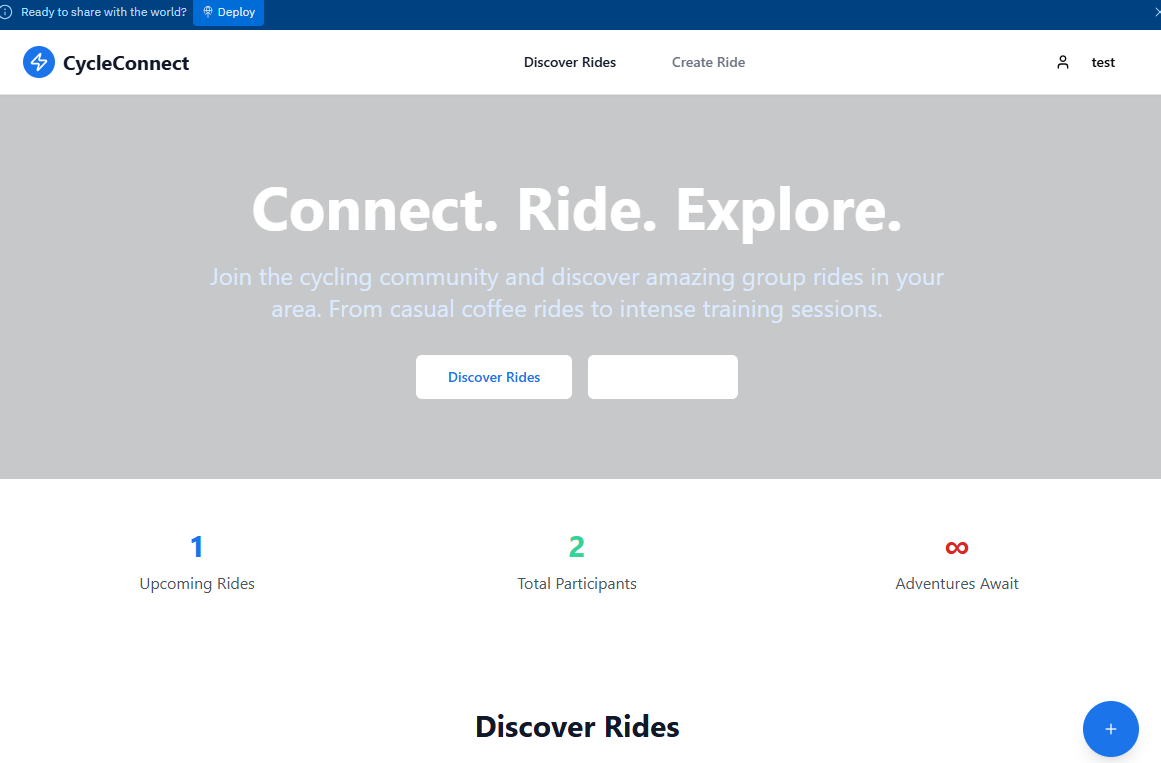 Ready to share with the world? Deploy
CycleConnect
Discover Rides
Create Ride
test
Connect. Ride. Explore.
Join the cycling community and discover amazing group rides in your
area. From casual coffee rides to intense training sessions.
Discover Rides
1
Upcoming Rides
2
Total Participants
∞
Adventures Await
Discover Rides
+